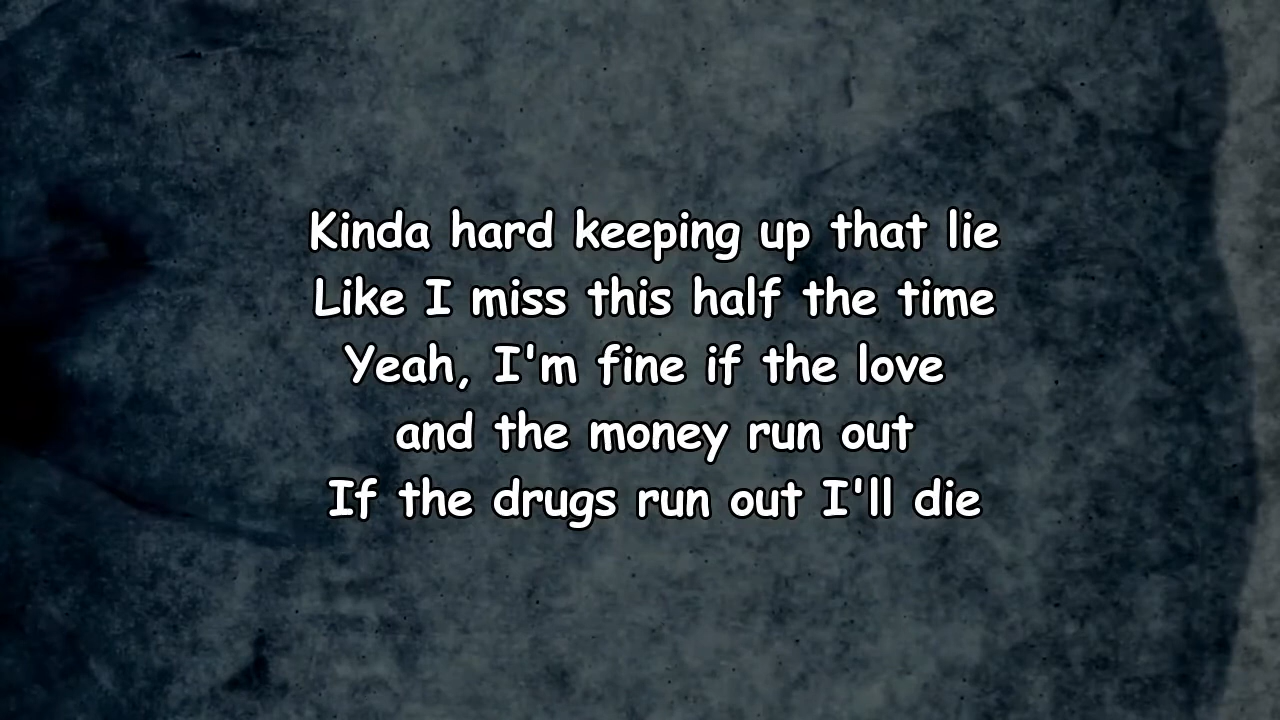 Kinda hard keeping up that lie
Like I miss this half the time
Yeah, I'm fine if the love
and the money run out
If the drugs run out I'll die